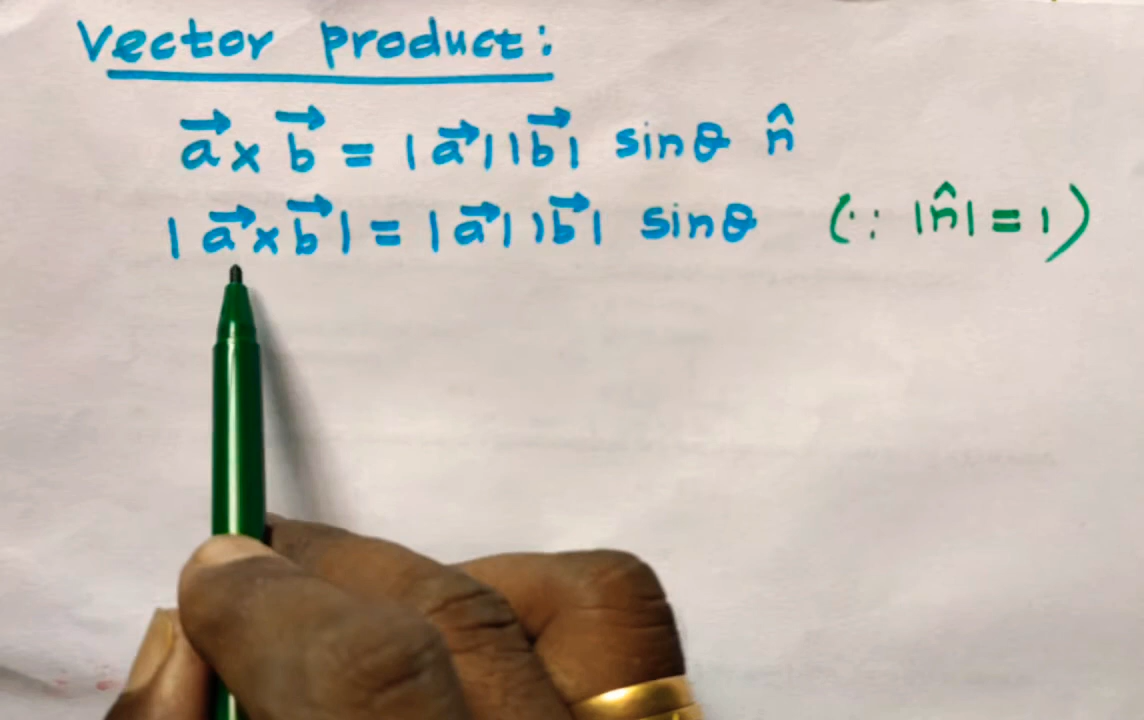 Vector product:
a⃗ × b⃗ = |a⃗| |b⃗| sinθ n̂
|a⃗ × b⃗| = |a⃗| |b⃗| sinθ (∵ |n̂| = 1)